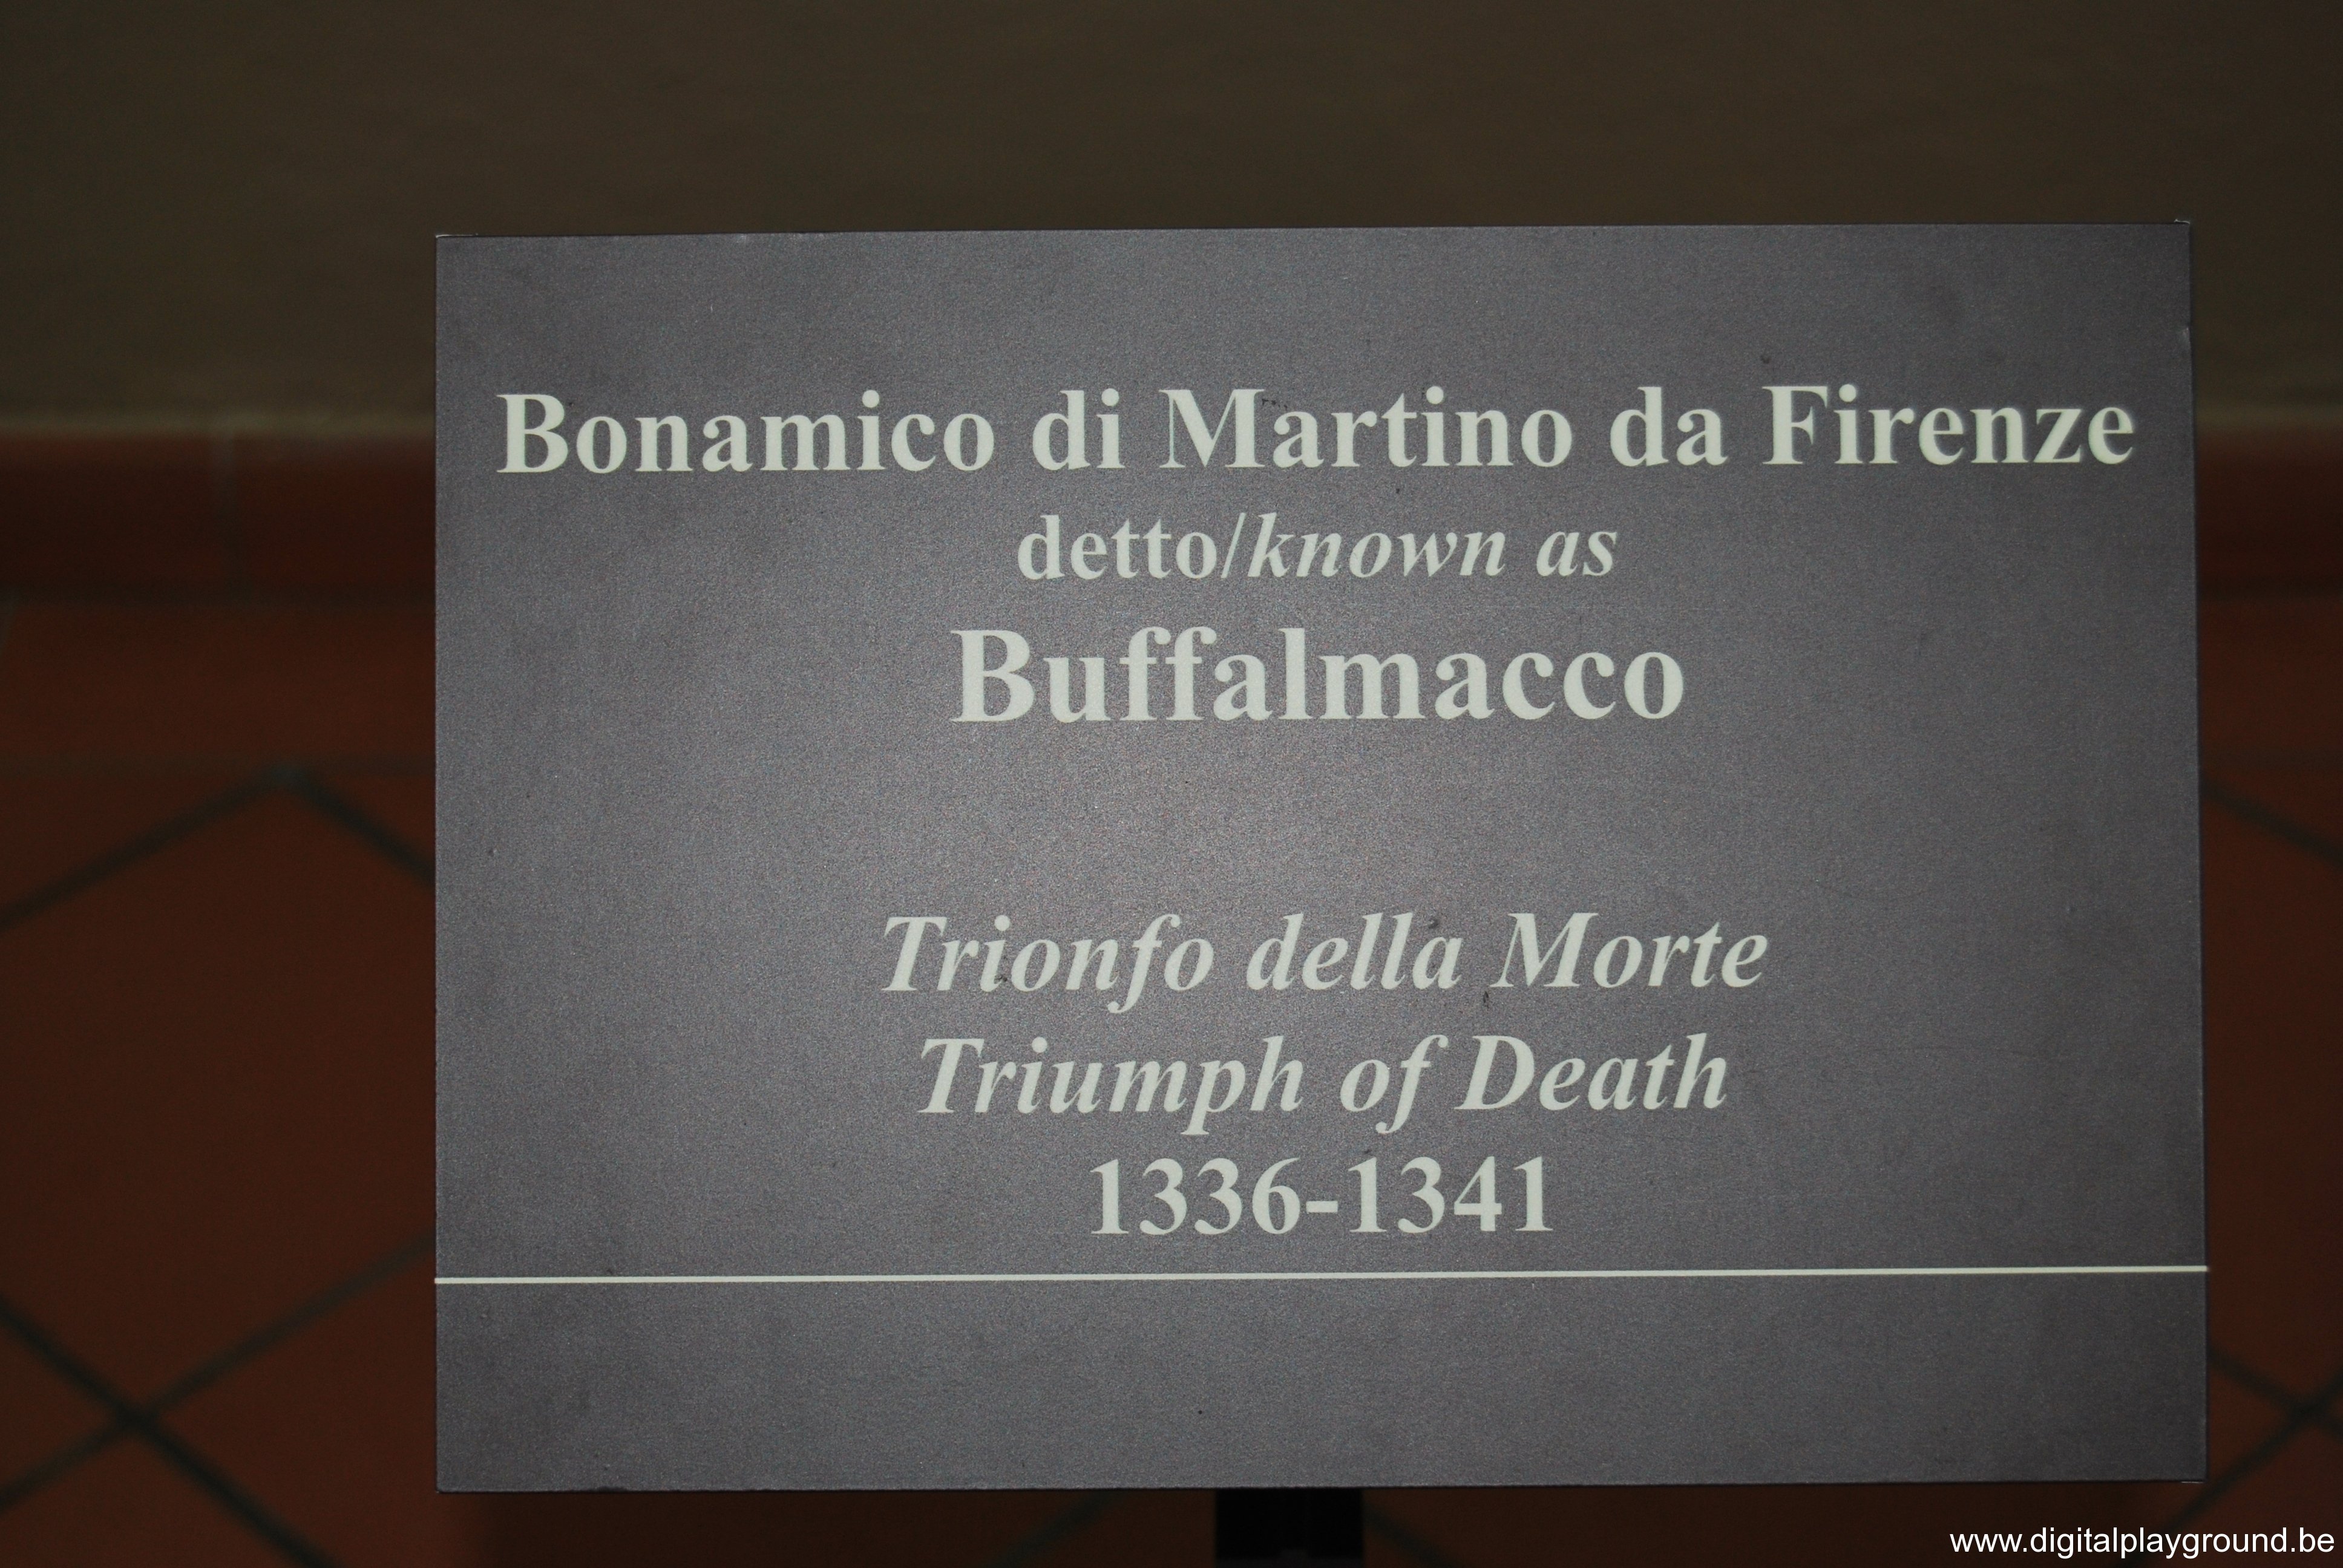 Bonamico di Martino da Firenze
detto/known as
Buffalmacco
Trionfo della Morte
Triumph of Death
1336-1341
www.digitalplayground.be